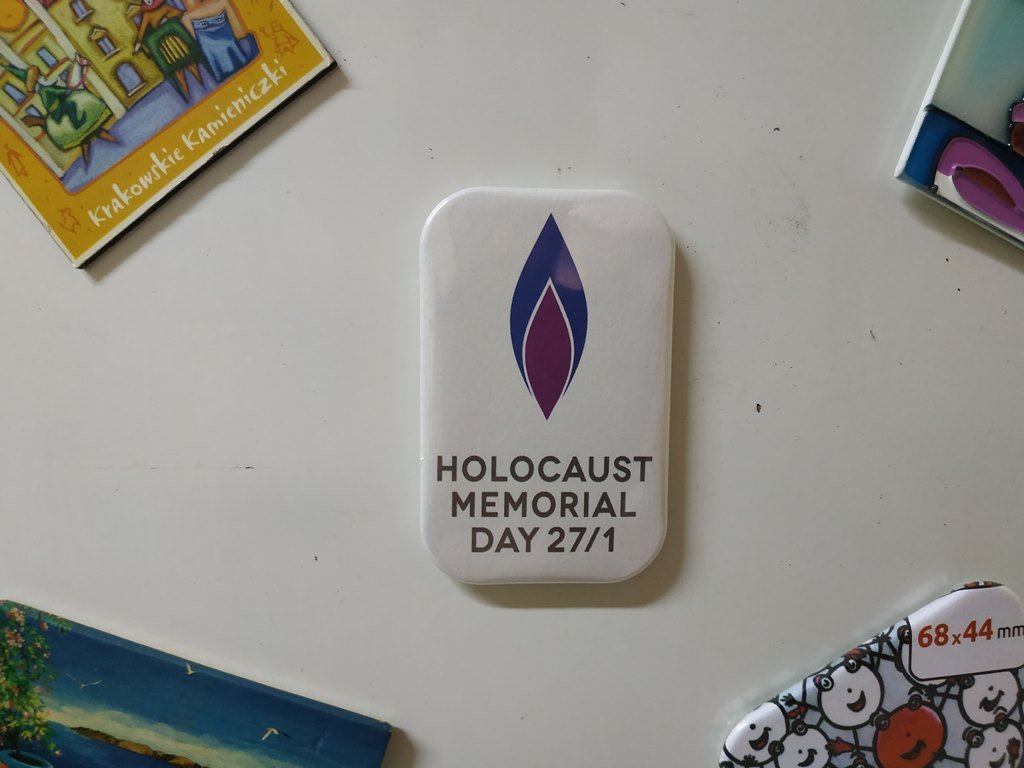 Krakowskie Kamieniczki
HOLOCAUST
MEMORIAL
DAY 27/1
68x44 mm